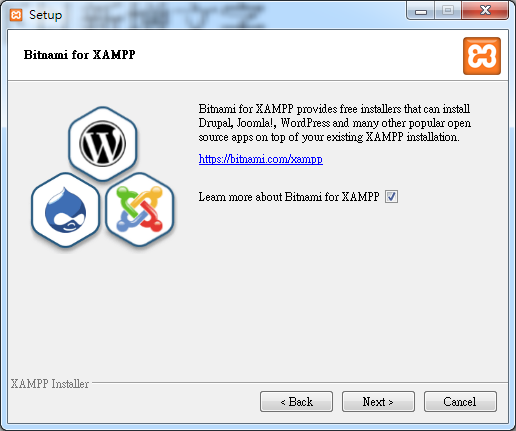 Setup
Bitnami for XAMPP
Bitnami for XAMPP provides free installers that can install
Drupal, Joomla!, WordPress and many other popular open
source apps on top of your existing XAMPP installation.
https://bitnami.com/xampp
Learn more about Bitnami for XAMPP
XAMPP Installer
< Back
Next >
Cancel